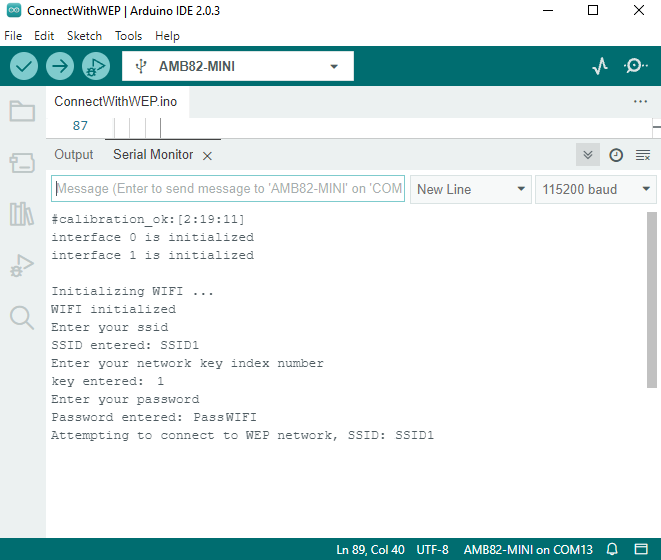 ConnectWithWEP | Arduino IDE 2.0.3
File Edit Sketch Tools Help
AMB82-MINI
ConnectWithWEP.ino
87
Output Serial Monitor
Message (Enter to send message to 'AMB82-MINI' on 'COM
New Line
115200 baud
#calibration_ok:[2:19:11]
interface 0 is initialized
interface 1 is initialized
Initializing WIFI ...
WIFI initialized
Enter your ssid
SSID entered: SSID1
Enter your network key index number
key entered: 1
Enter your password
Password entered: PassWIFI
Attempting to connect to WEP network, SSID: SSID1
Ln 89, Col 40 UTF-8 AMB82-MINI on COM13